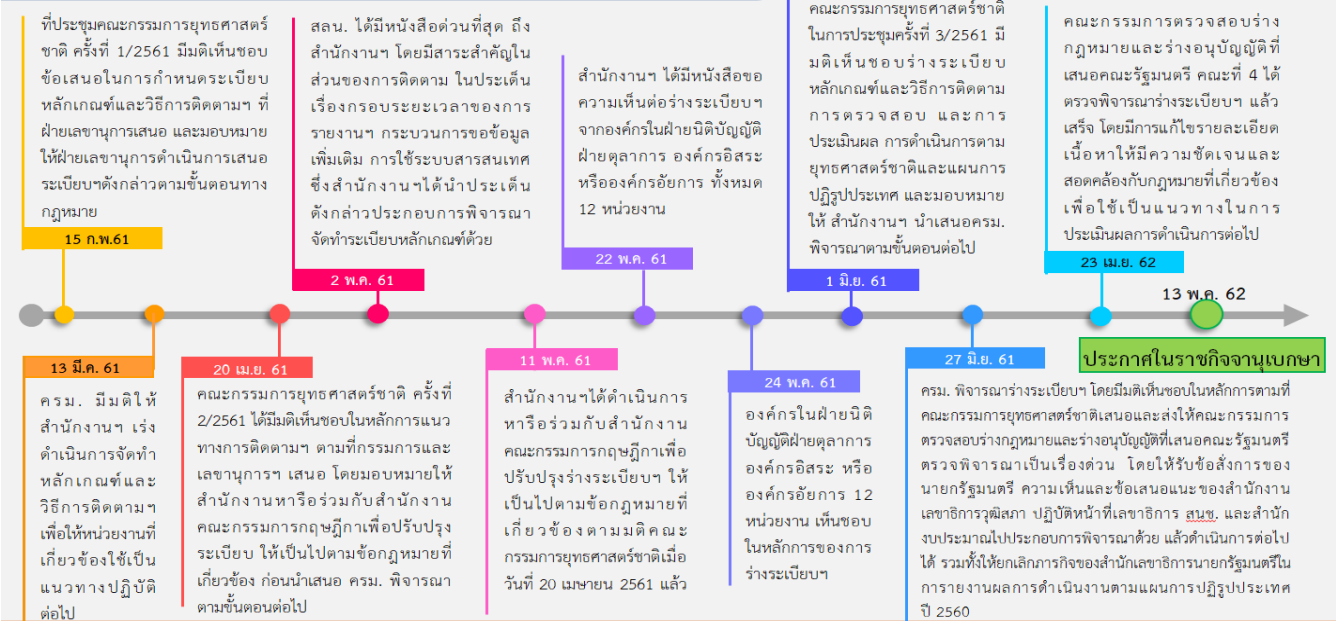 ที่ประชุมคณะกรรมการยุทธศาสตร์
ชาติ ครั้งที่ 1/2561 มีมติเห็นชอบ
ข้อเสนอในการกำหนดระเบียบ
หลักเกณฑ์และวิธีการติดตามฯ ที่
ฝ่ายเลขานุการเสนอ และมอบหมาย
ให้ฝ่ายเลขานุการดำเนินการเสนอ
ระเบียบฯดังกล่าวตามขั้นตอนทาง
กฎหมาย
15 ก.พ.61
13 มี.ค. 61
ครม. มีมติให้
สำนักงานฯ เร่ง
ดำเนินการจัดทำ
หลักเกณฑ์และ
วิธีการติดตามฯ
เพื่อให้หน่วยงานที่
เกี่ยวข้องใช้เป็น
แนวทางปฏิบัติ
ต่อไป
20 เม.ย. 61
คณะกรรมการยุทธศาสตร์ชาติ ครั้งที่
2/2561 ได้มีมติเห็นชอบในหลักการแนว
ทางการติดตามฯ ตามที่กรรมการและ
เลขานุการฯ เสนอ โดยมอบหมายให้
สำนักงานหารือร่วมกับสำนักงาน
คณะกรรมการกฤษฎีกาเพื่อปรับปรุง
ระเบียบ ให้เป็นไปตามข้อกฎหมายที่
เกี่ยวข้อง ก่อนนำเสนอ ครม. พิจารณา
ตามขั้นตอนต่อไป
สลน. ได้มีหนังสือด่วนที่สุด ถึง
สำนักงานฯ โดยมีสาระสำคัญใน
ส่วนของการติดตาม ในประเด็น
เรื่องกรอบระยะเวลาของการ
รายงานฯ กระบวนการขอข้อมูล
เพิ่มเติม การใช้ระบบสารสนเทศ
ซึ่งสำนักงานฯได้นำประเด็น
ดังกล่าวประกอบการพิจารณา
จัดทำระเบียบหลักเกณฑ์ด้วย
2 พ.ค. 61
11 พ.ค. 61
สำนักงานฯได้ดำเนินการ
หารือร่วมกับสำนักงาน
คณะกรรมการกฤษฎีกาเพื่อ
ปรับปรุงร่างระเบียบฯ ให้
เป็นไปตามข้อกฎหมายที่
เกี่ยวข้องตามมติคณะ
กรรมการยุทธศาสตร์ชาติเมื่อ
วันที่ 20 เมษายน 2561 แล้ว
สำนักงานฯ ได้มีหนังสือขอ
ความเห็นต่อร่างระเบียบฯ
จากองค์กรในฝ่ายนิติบัญญัติ
ฝ่ายตุลาการ องค์กรอิสระ
หรือองค์กรอัยการ ทั้งหมด
12 หน่วยงาน
22 พ.ค. 61
24 พ.ค. 61
องค์กรในฝ่ายนิติ
บัญญัติฝ่ายตุลาการ
องค์กรอิสระ หรือ
องค์กรอัยการ 12
หน่วยงาน เห็นชอบ
ในหลักการของการ
ร่างระเบียบฯ
คณะกรรมการยุทธศาสตร์ชาติ
ในการประชุมครั้งที่ 3/2561 มี
มติเห็นชอบร่างระเบียบ
หลักเกณฑ์และวิธีการติดตาม
การตรวจสอบ และการ
ประเมินผล การดำเนินการตาม
ยุทธศาสตร์ชาติและแผนการ
ปฏิรูปประเทศ และมอบหมาย
ให้ สำนักงานฯ นำเสนอครม.
พิจารณาตามขั้นตอนต่อไป
1 มิ.ย. 61
27 มิ.ย. 61
ครม. พิจารณาร่างระเบียบฯ โดยมีมติเห็นชอบในหลักการตามที่
คณะกรรมการยุทธศาสตร์ชาติเสนอและส่งให้คณะกรรมการ
ตรวจสอบร่างกฎหมายและร่างอนุบัญญัติที่เสนอคณะรัฐมนตรี
ตรวจพิจารณาเป็นเรื่องด่วน โดยให้รับข้อสั่งการของ
นายกรัฐมนตรี ความเห็นและข้อเสนอแนะของสำนักงาน
เลขาธิการวุฒิสภา ปฏิบัติหน้าที่เลขาธิการ สนช. และสำนัก
งบประมาณไปประกอบการพิจารณาด้วย แล้วดำเนินการต่อไป
ได้ รวมทั้งให้ยกเลิกภารกิจของสำนักเลขาธิการนายกรัฐมนตรีใน
การายงานผลการดำเนินงานตามแผนการปฏิรูปประเทศ
ปี 2560
คณะกรรมการตรวจสอบร่าง
กฎหมายและร่างอนุบัญญัติที่
เสนอคณะรัฐมนตรี คณะที่ 4 ได้
ตรวจพิจารณาร่างระเบียบฯ แล้ว
เสร็จ โดยมีการแก้ไขรายละเอียด
เนื้อหาให้มีความชัดเจนและ
สอดคล้องกับกฎหมายที่เกี่ยวข้อง
เพื่อใช้เป็นแนวทางในการ
ประเมินผลการดำเนินการต่อไป
23 เม.ย. 62
13 พ.ค. 62
ประกาศในราชกิจจานุเบกษา